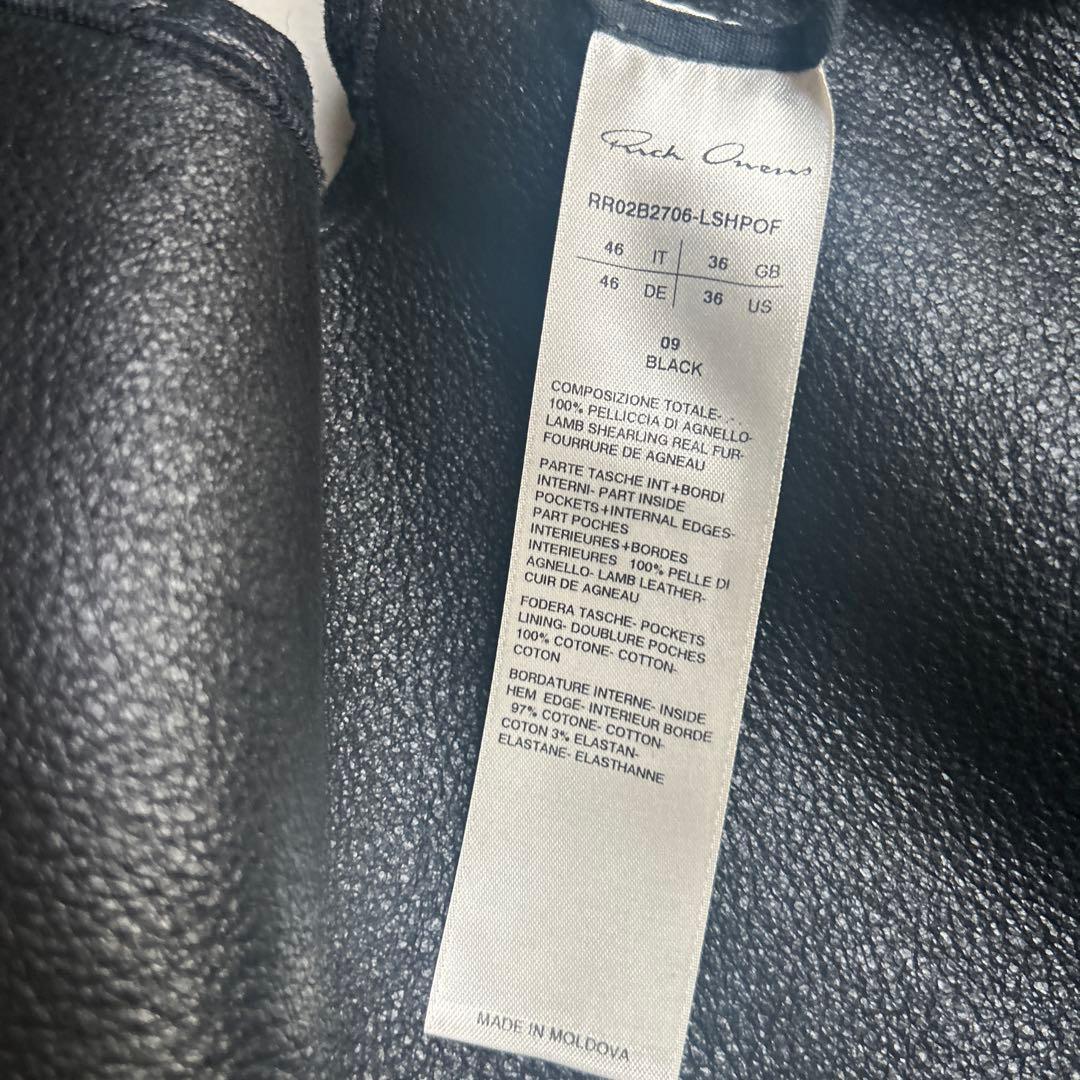 Rick Owens
RR02B2706-LSHPOF
46 IT 36 GB
46 DE 36 US
09
BLACK
COMPOSIZIONE TOTALE- - -
100% PELLICCIA DI AGNELLO-
LAMB SHEARLING REAL FUR-
FOURRURE DE AGNEAU
PARTE TASCHE INT+BORDI
INTERNI- PART INSIDE
POCKETS+INTERNAL EDGES-
PART POCHES
INTERIEURES+BORDES
INTERIEURES 100% PELLE DI
AGNELLO- LAMB LEATHER-
CUIR DE AGNEAU
FODERA TASCHE- POCKETS
LINING- DOUBLURE POCHES
100% COTONE- COTTON-
COTON
BORDATURE INTERNE- INSIDE
HEM EDGE- INTERIEUR BORDE
97% COTONE- COTTON-
COTON 3% ELASTAN-
ELASTANE- ELASTHANNE
MADE IN MOLDOVA